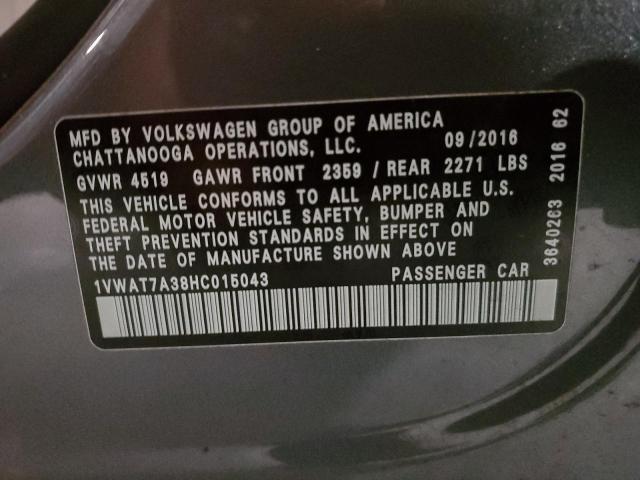 MFD BY VOLKSWAGEN GROUP OF AMERICA
CHATTANOOGA OPERATIONS, LLC. 09/2016
GVWR 4519 GAWR FRONT 2359 / REAR 2271 LBS
THIS VEHICLE CONFORMS TO ALL APPLICABLE U.S.
FEDERAL MOTOR VEHICLE SAFETY, BUMPER AND
THEFT PREVENTION STANDARDS IN EFFECT ON
THE DATE OF MANUFACTURE SHOWN ABOVE
1VWAT7A38HC015043 PASSENGER CAR
3640263 2016 62